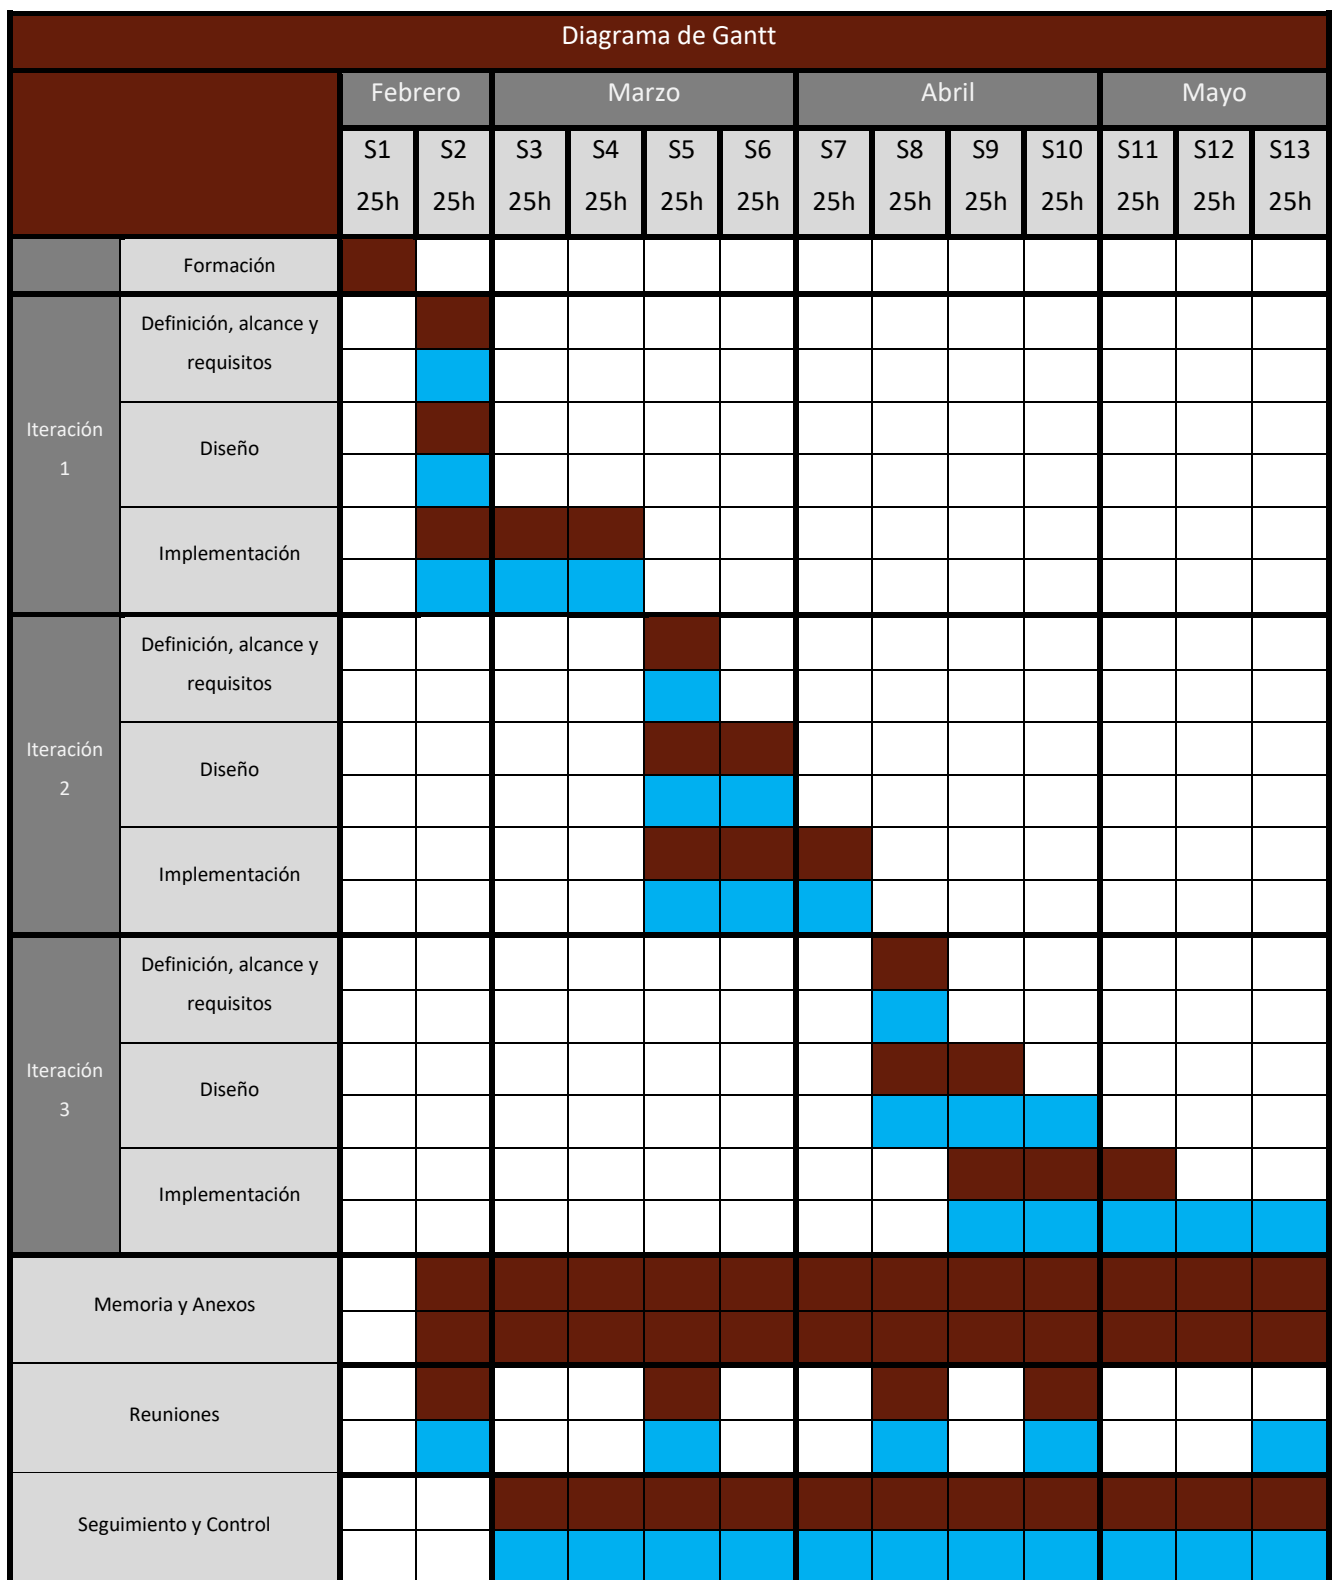 Diagrama de Gantt
Febrero Marzo Abril Mayo
S1 S2 S3 S4 S5 S6 S7 S8 S9 S10 S11 S12 S13
25h 25h 25h 25h 25h 25h 25h 25h 25h 25h 25h 25h 25h
Formación
Iteración
1
Definición, alcance y
requisitos
Diseño
Implementación
Iteración
2
Definición, alcance y
requisitos
Diseño
Implementación
Iteración
3
Definición, alcance y
requisitos
Diseño
Implementación
Memoria y Anexos
Reuniones
Seguimiento y Control